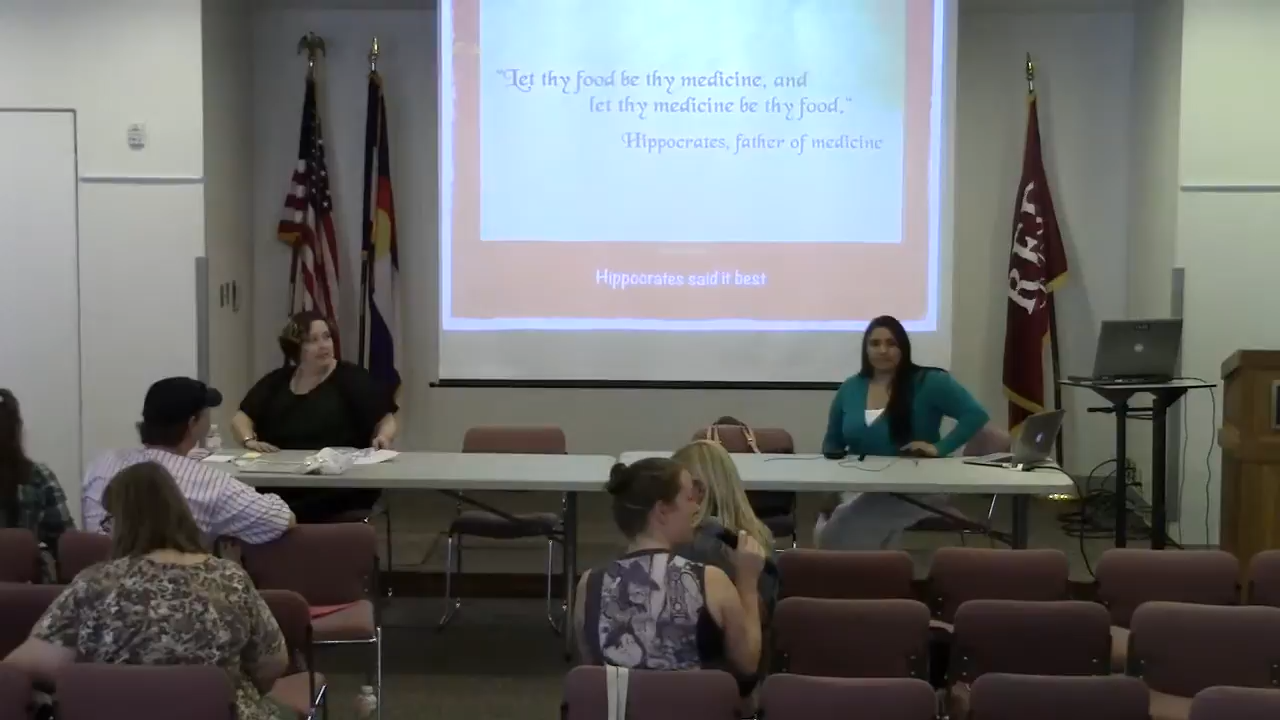 "Let thy food be thy medicine, and
let thy medicine be thy food."
Hippocrates, father of medicine
Hippocrates said it best
RED